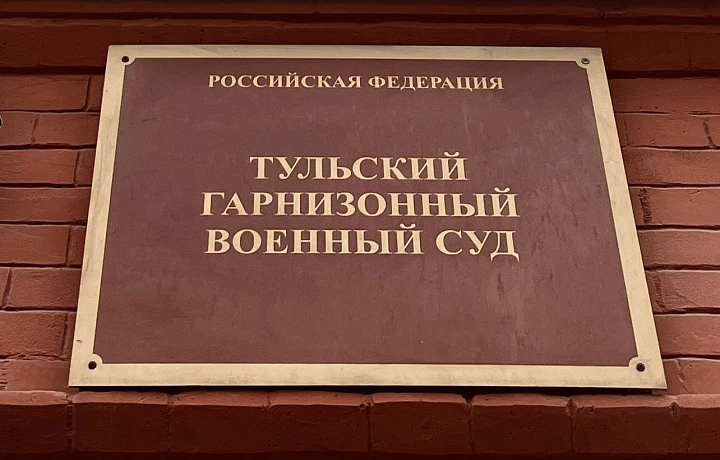 РОССИЙСКАЯ ФЕДЕРАЦИЯ
ТУЛЬСКИЙ
ГАРНИЗОННЫЙ
ВОЕННЫЙ СУД